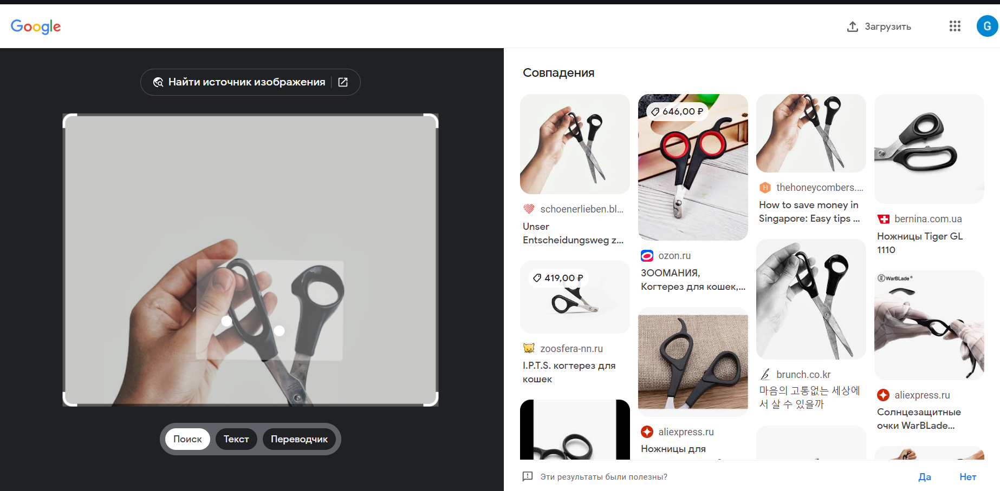 Google
Загрузить
G
Найти источник изображения
Поиск
Текст
Переводчик
Совпадения
schoenerlieben.bl...
Unser
Entscheidungsweg z...
419,00 ₽
zoosfera-nn.ru
I.P.T.S. когтерез для
кошек
646,00 ₽
ozon.ru
ЗООМАНИЯ,
Когтерез для кошек,...
aliexpress.ru
Ножницы для
thehoneycombers....
How to save money in
Singapore: Easy tips ...
brunch.co.kr
마음의 고통없는 세상에
서 살 수 있을까
bernina.com.ua
Ножницы Tiger GL
1110
WarBLade
aliexpress.ru
Солнцезащитные
очки WarBLade...
Эти результаты были полезны?
Да
Нет